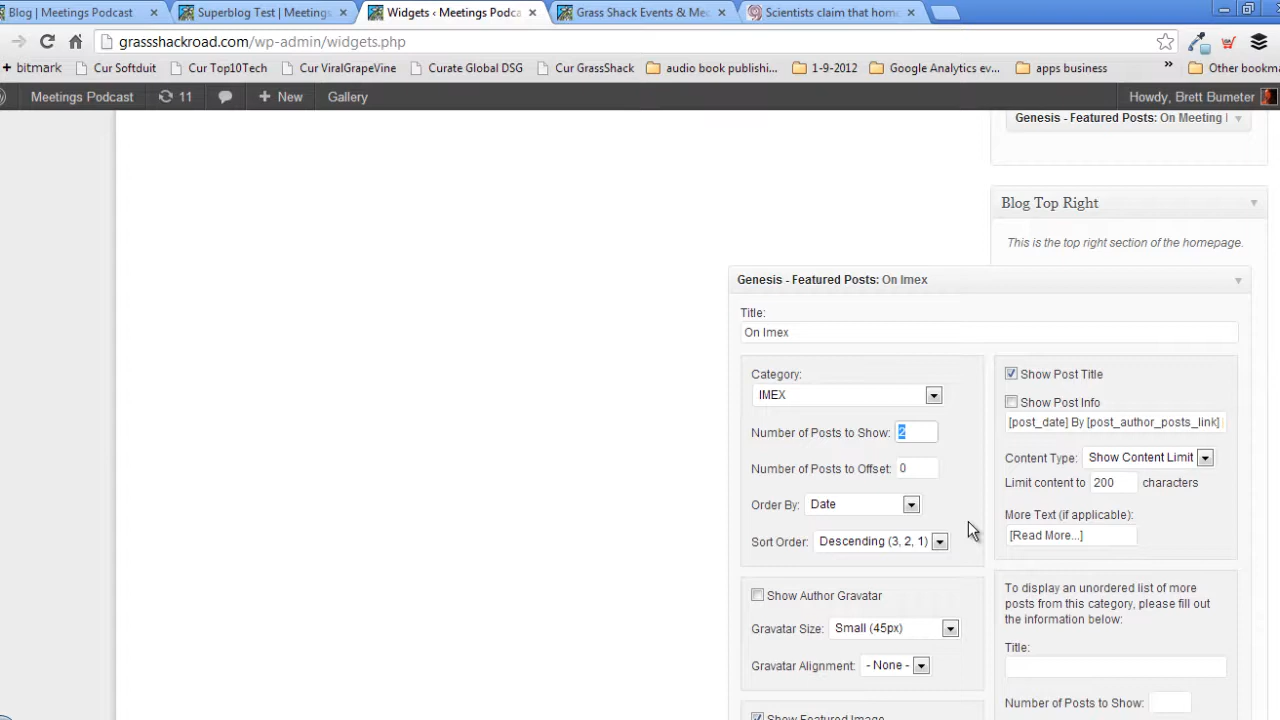 Blog | Meetings Podcast
Superblog Test | Meetings
Widgets ‹ Meetings Podca
Grass Shack Events & Med
Scientists claim that hom
grassshackroad.com/wp-admin/widgets.php
bitmark
Cur Softduit
Cur Top10Tech
Cur ViralGrapeVine
Curate Global DSG
Cur GrassShack
audio book publishi...
1-9-2012
Google Analytics ev...
apps business
»
Other bookma
Meetings Podcast
11
+ New
Gallery
Howdy, Brett Bumeter
Genesis - Featured Posts: On Meeting
Blog Top Right
This is the top right section of the homepage.
Genesis - Featured Posts: On Imex
Title:
On Imex
Category:
IMEX
Number of Posts to Show: 2
Number of Posts to Offset: 0
Order By: Date
Sort Order: Descending (3, 2, 1)
Show Author Gravatar
Gravatar Size: Small (45px)
Gravatar Alignment: - None -
Show Featured Image
Show Post Title
Show Post Info
[post_date] By [post_author_posts_link]
Content Type: Show Content Limit
Limit content to 200 characters
More Text (if applicable):
[Read More...]
To display an unordered list of more
posts from this category, please fill out
the information below:
Title:
Number of Posts to Show: